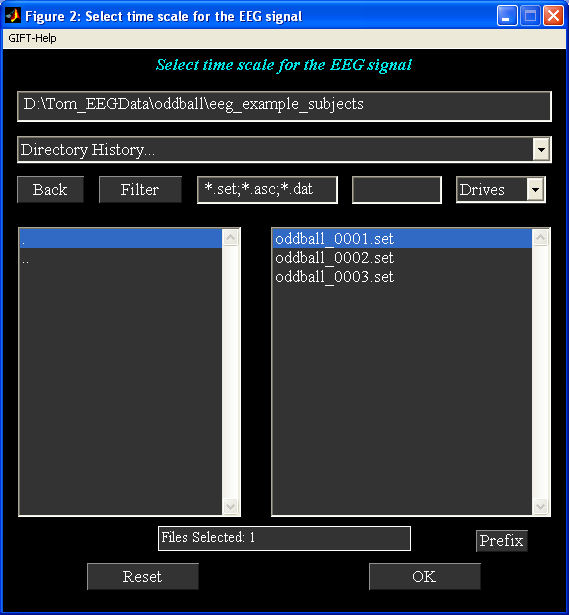 Figure 2: Select time scale for the EEG signal
GIFT-Help
Select time scale for the EEG signal
D:\Tom_EEGData\oddball\eeg_example_subjects
Directory History...
Back Filter *.set;*.asc;*.dat Drives
. oddball_0001.set
.. oddball_0002.set
oddball_0003.set
Files Selected: 1
Prefix
Reset OK